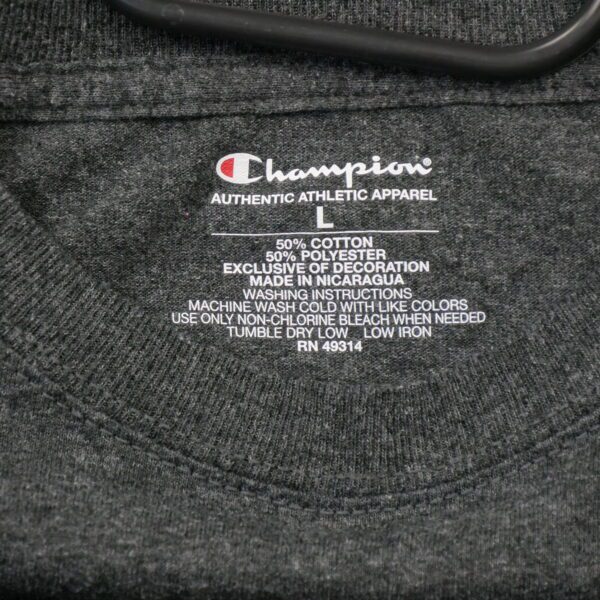 Champion®
AUTHENTIC ATHLETIC APPAREL
L
50% COTTON
50% POLYESTER
EXCLUSIVE OF DECORATION
MADE IN NICARAGUA
WASHING INSTRUCTIONS
MACHINE WASH COLD WITH LIKE COLORS
USE ONLY NON-CHLORINE BLEACH WHEN NEEDED
TUMBLE DRY LOW LOW IRON
RN 49314